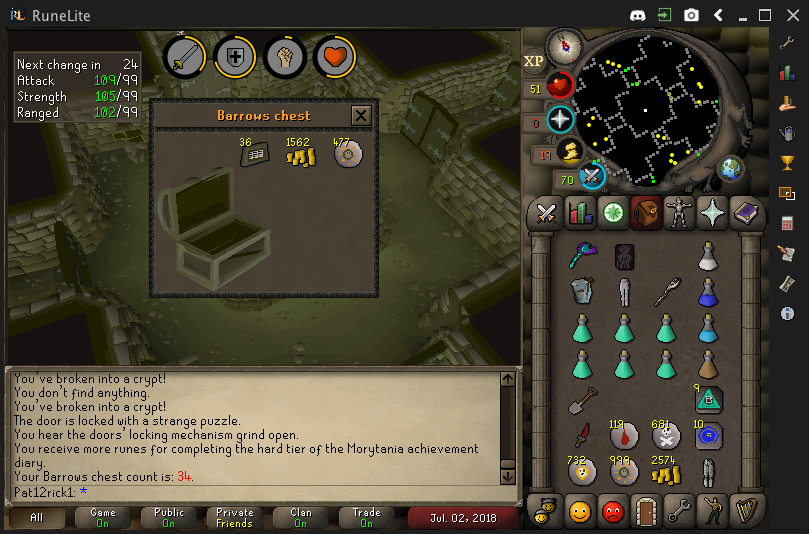 RuneLite
Next change in 24
Attack 109/99
Strength 105/99
Ranged 102/99
Barrows chest
36 1562 477
XP
51
0
19
70
9
119 681 10
732 999 2574
You've broken into a crypt!
You don't find anything.
You've broken into a crypt!
The door is locked with a strange puzzle.
You hear the doors' locking mechanism grind open.
You receive more runes for completing the hard tier of the Morytania achievement
diary.
Your Barrows chest count is: 34.
Pat12rick1: *
All
Game
On
Public
On
Private
Friends
Clan
On
Trade
On
Jul. 02, 2018